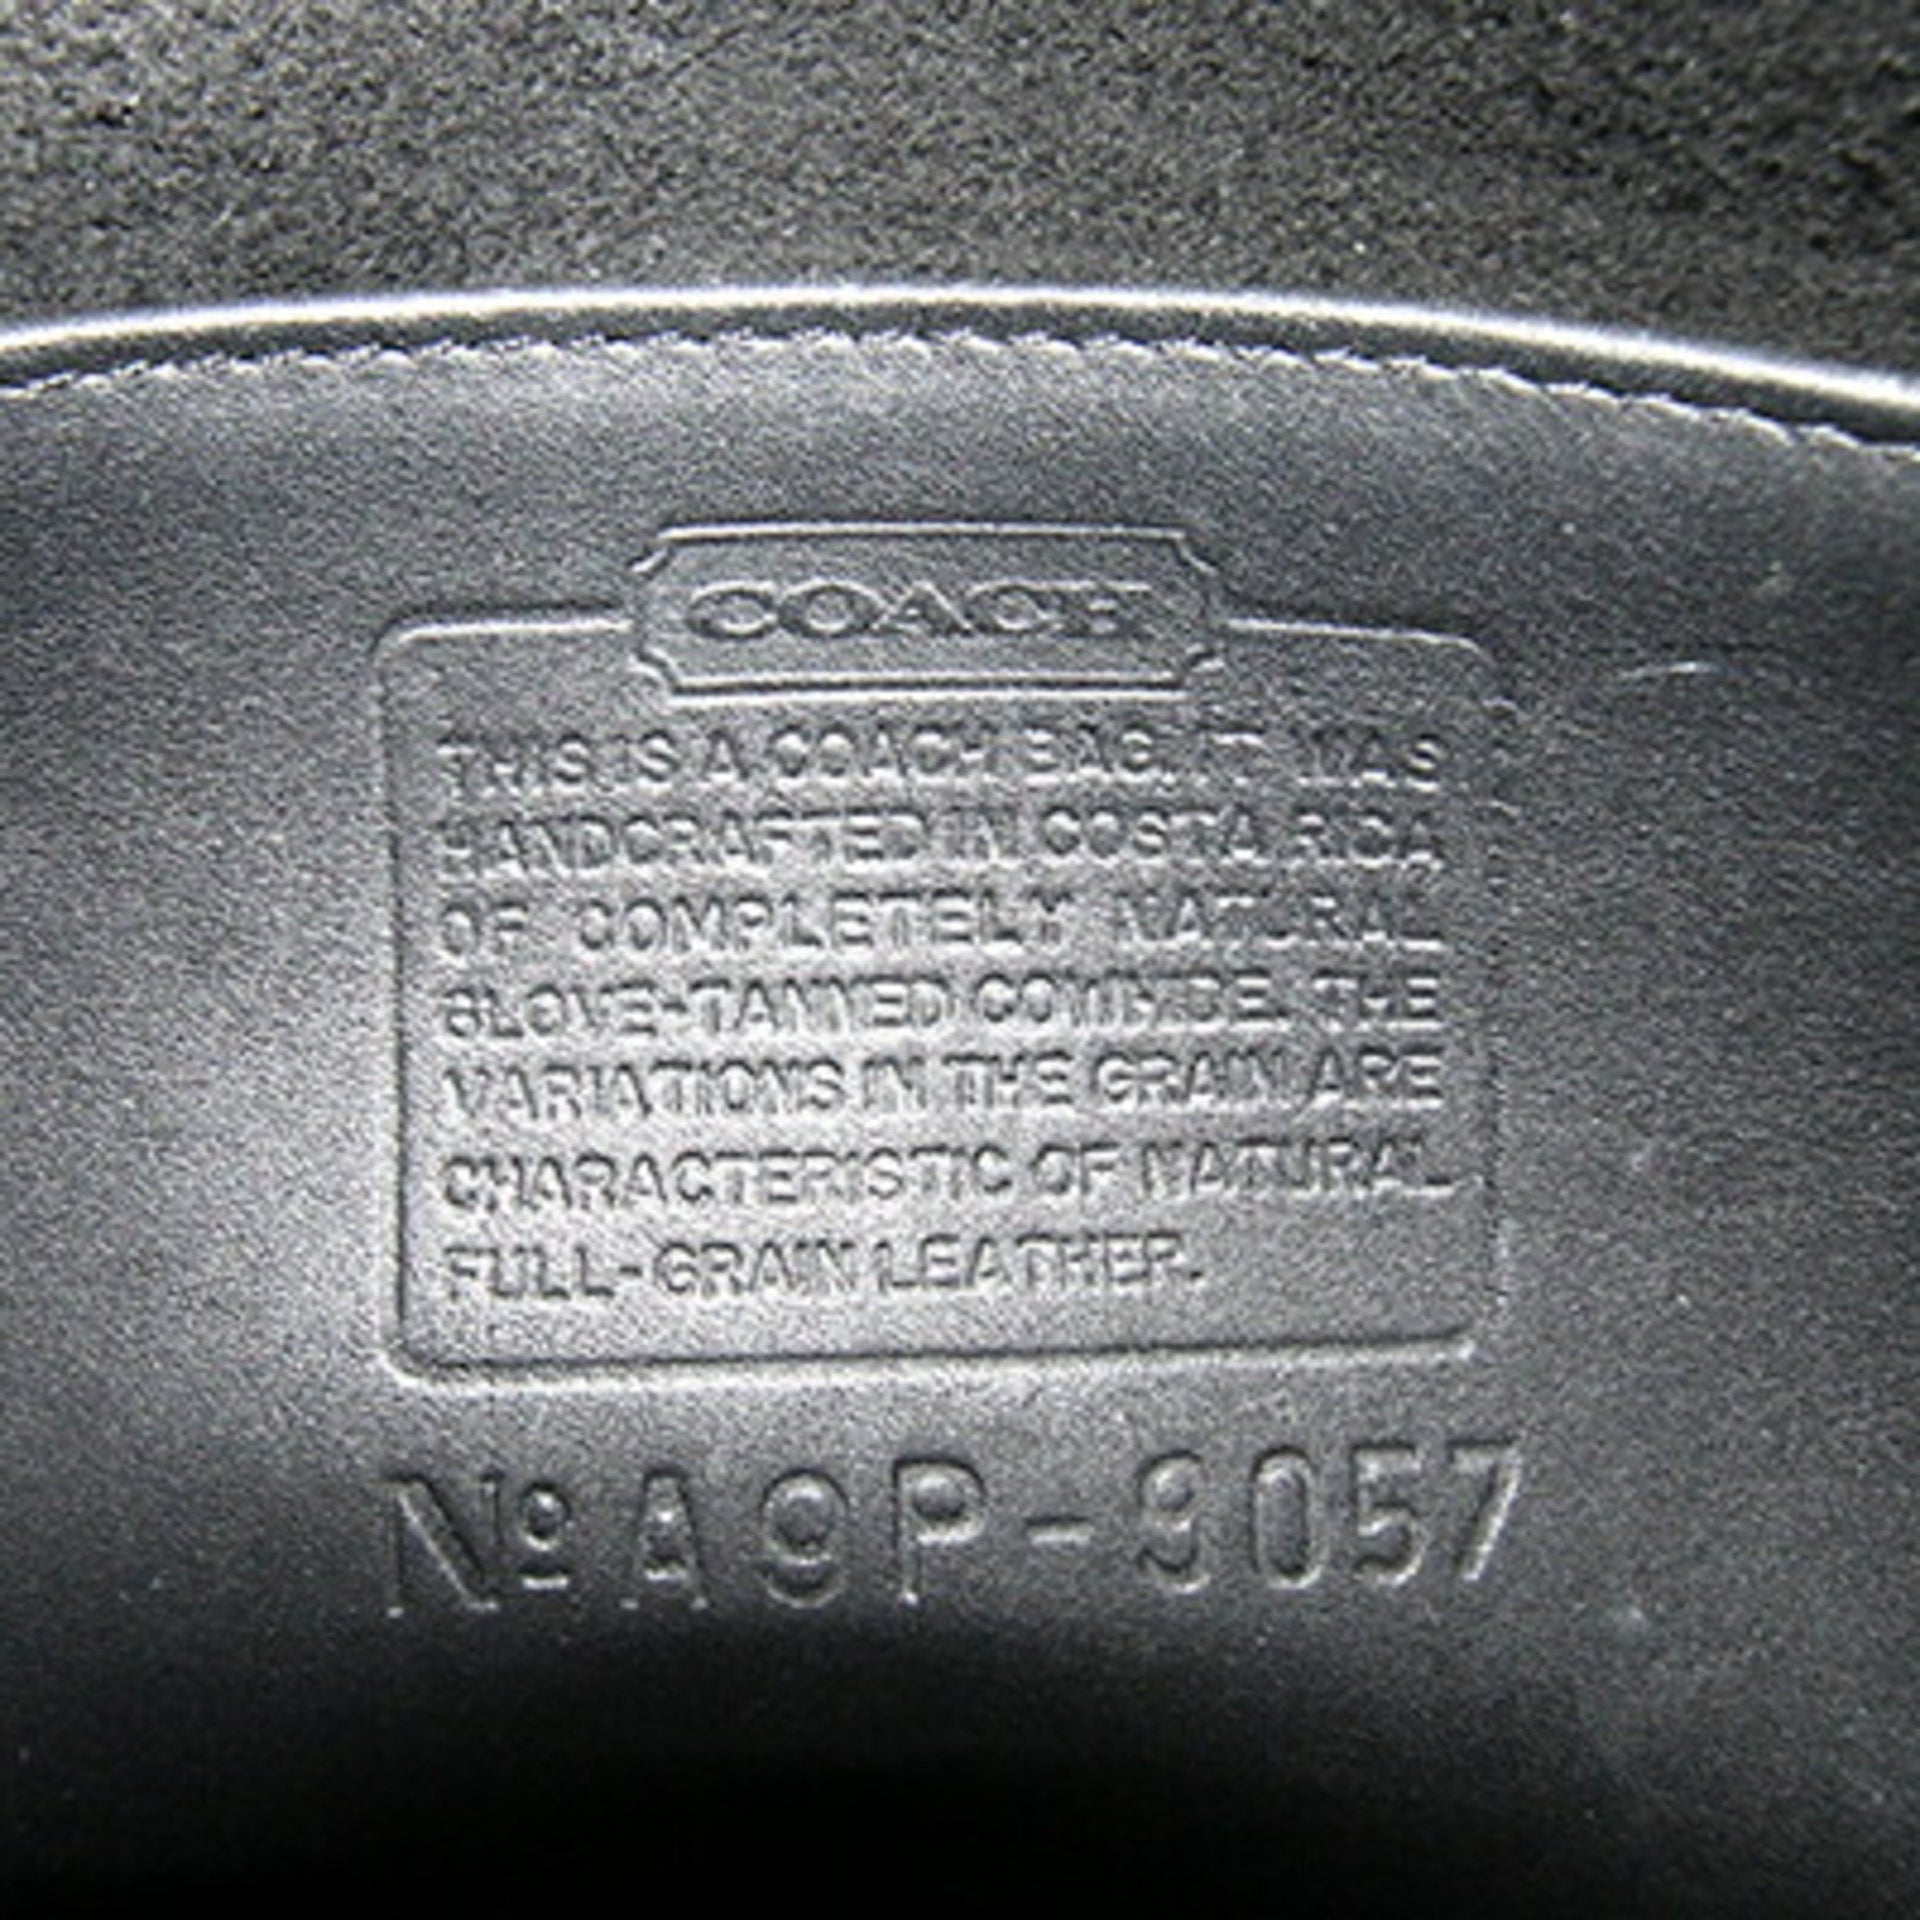 COACH
THIS IS A COACH BAG. IT WAS
HANDCRAFTED IN COSTA RICA
OF COMPLETELY NATURAL
GLOVE-TANNED COWHIDE. THE
VARIATIONS IN THE GRAIN ARE
CHARACTERISTIC OF NATURAL
FULL-GRAIN LEATHER.
Nº A9P-9057